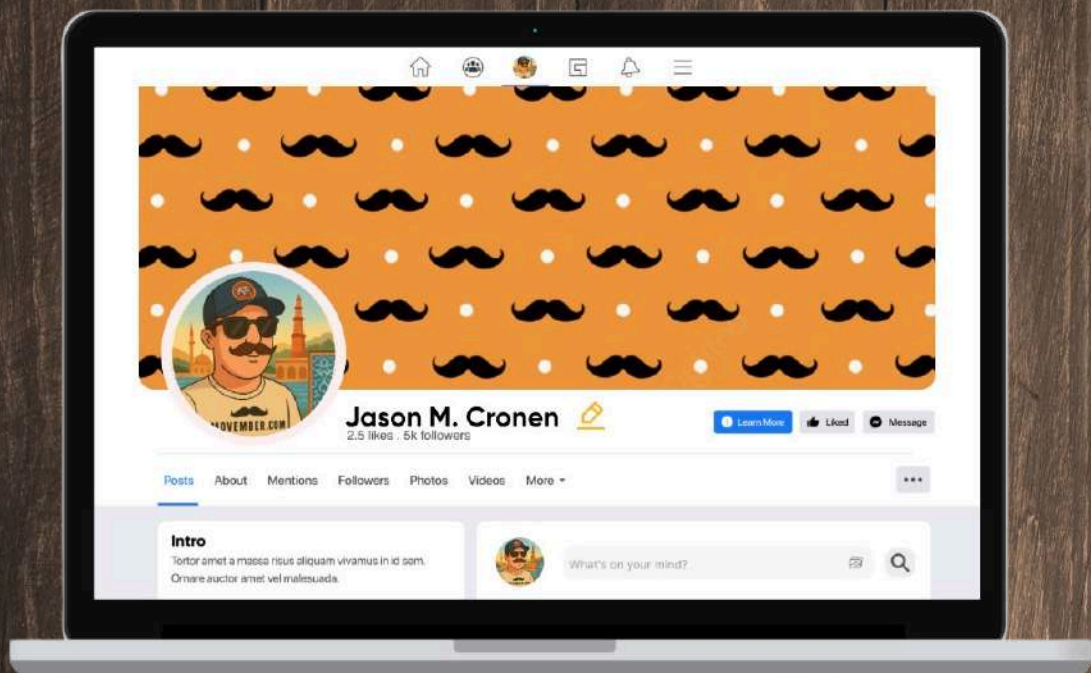 MOVEMBER.COM
Jason M. Cronen
2.5 likes . 5k followers
Learn More
Liked
Message
Posts About Mentions Followers Photos Videos More
Intro
Tortor amet a massa risus aliquam vivamus in id sem.
Ornare auctor amet vel malesuada.
What's on your mind?